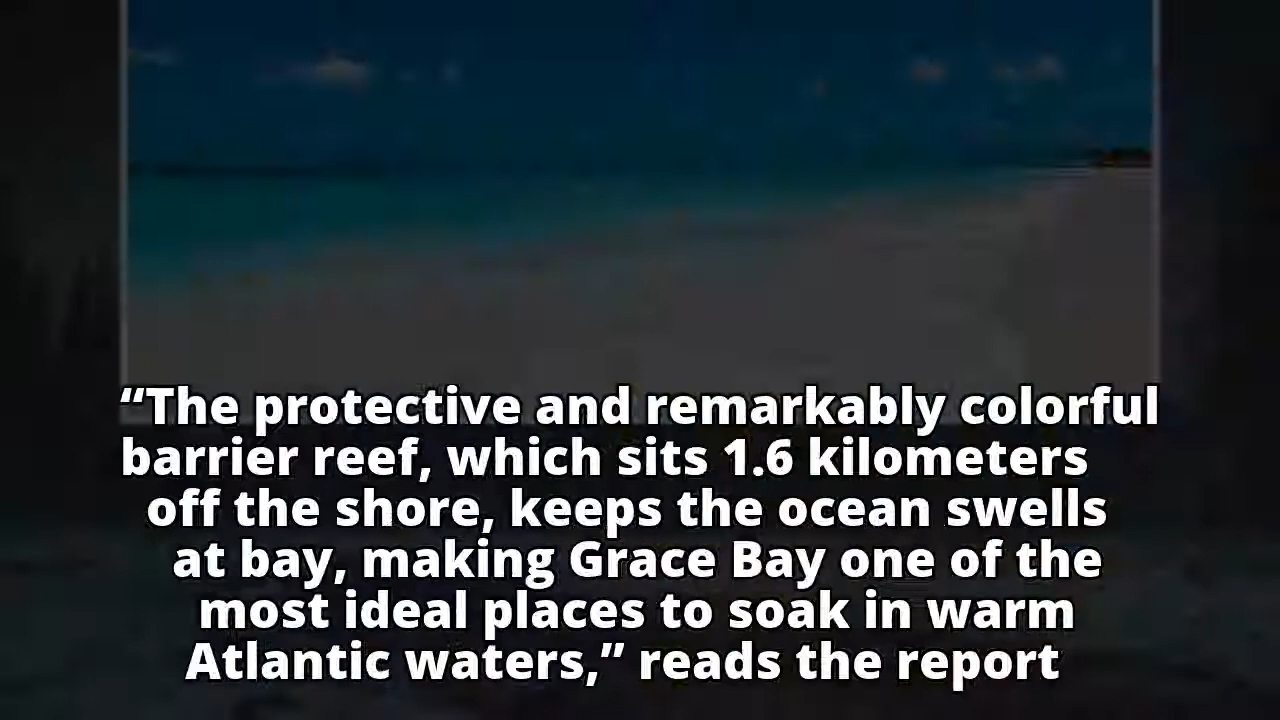 “The protective and remarkably colorful
barrier reef, which sits 1.6 kilometers
off the shore, keeps the ocean swells
at bay, making Grace Bay one of the
most ideal places to soak in warm
Atlantic waters,” reads the report